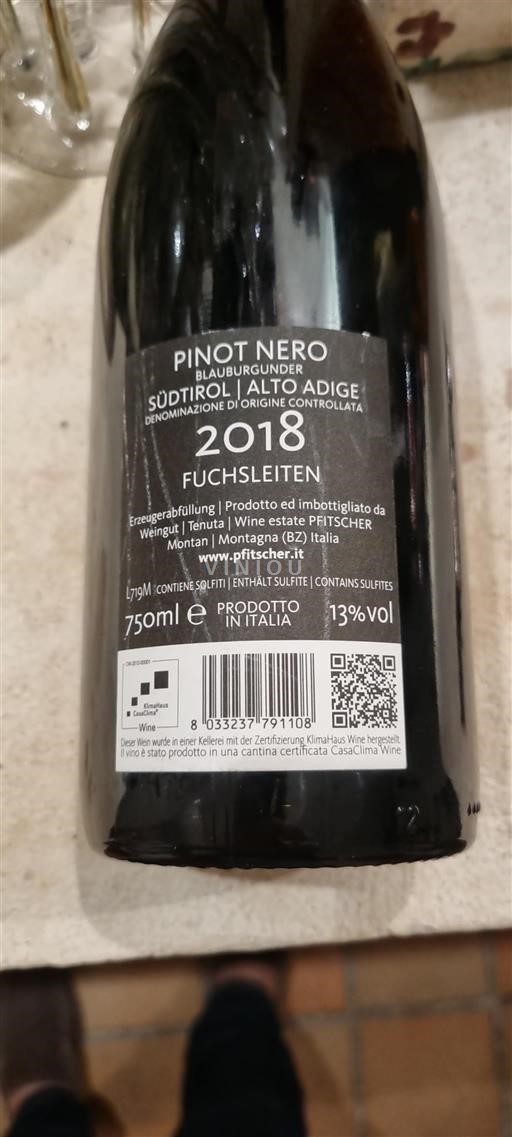 PINOT NERO
BLAUBURGUNDER
SÜDTIROL | ALTO ADIGE
DENOMINAZIONE DI ORIGINE CONTROLLATA
2018
FUCHSLEITEN
Erzeugerabfüllung | Prodotto ed imbottigliato da
Weingut | Tenuta | Wine estate PFITSCHER
Montan | Montagna (BZ) Italia
www.pfitscher.it
VINIOU
L719M CONTIENE SOLFITI | ENTHÄLT SULFITE | CONTAINS SULFITES
750ml e PRODOTTO IN ITALIA 13%vol
KlimaHaus
CasaClima
Wine
8 033237 791108
Dieser Wein wurde in einer Kellerei mit der Zertifizierung KlimaHaus Wine hergestellt.
Il vino è stato prodotto in una cantina certificata CasaClima Wine